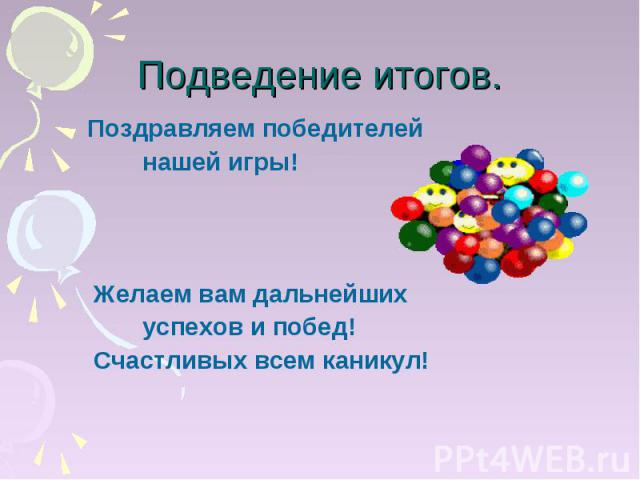 Подведение итогов.
Поздравляем победителей
нашей игры!
Желаем вам дальнейших
успехов и побед!
Счастливых всем каникул!
PPt4WEB.ru